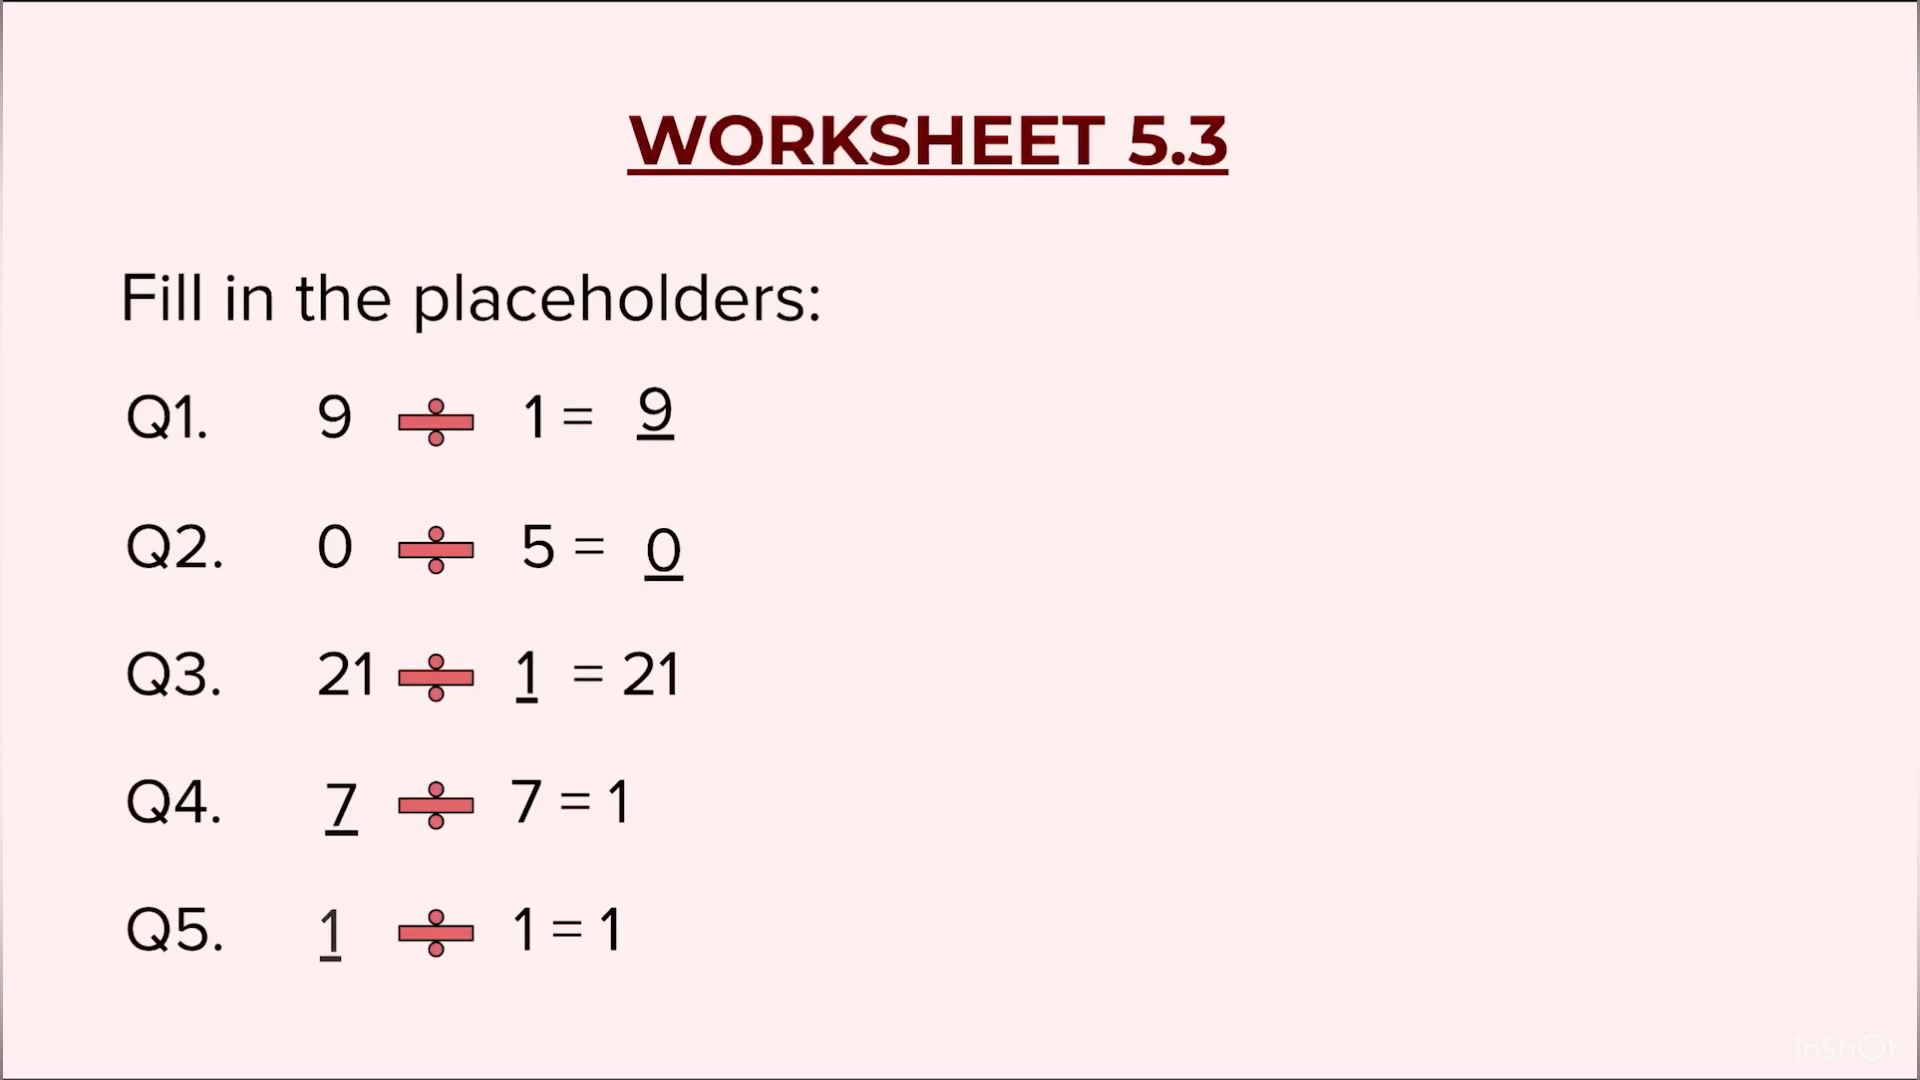 WORKSHEET 5.3
Fill in the placeholders:
Q1. 9 ÷ 1 = 9
Q2. 0 ÷ 5 = 0
Q3. 21 ÷ 1 = 21
Q4. 7 ÷ 7 = 1
Q5. 1 ÷ 1 = 1
InShOt